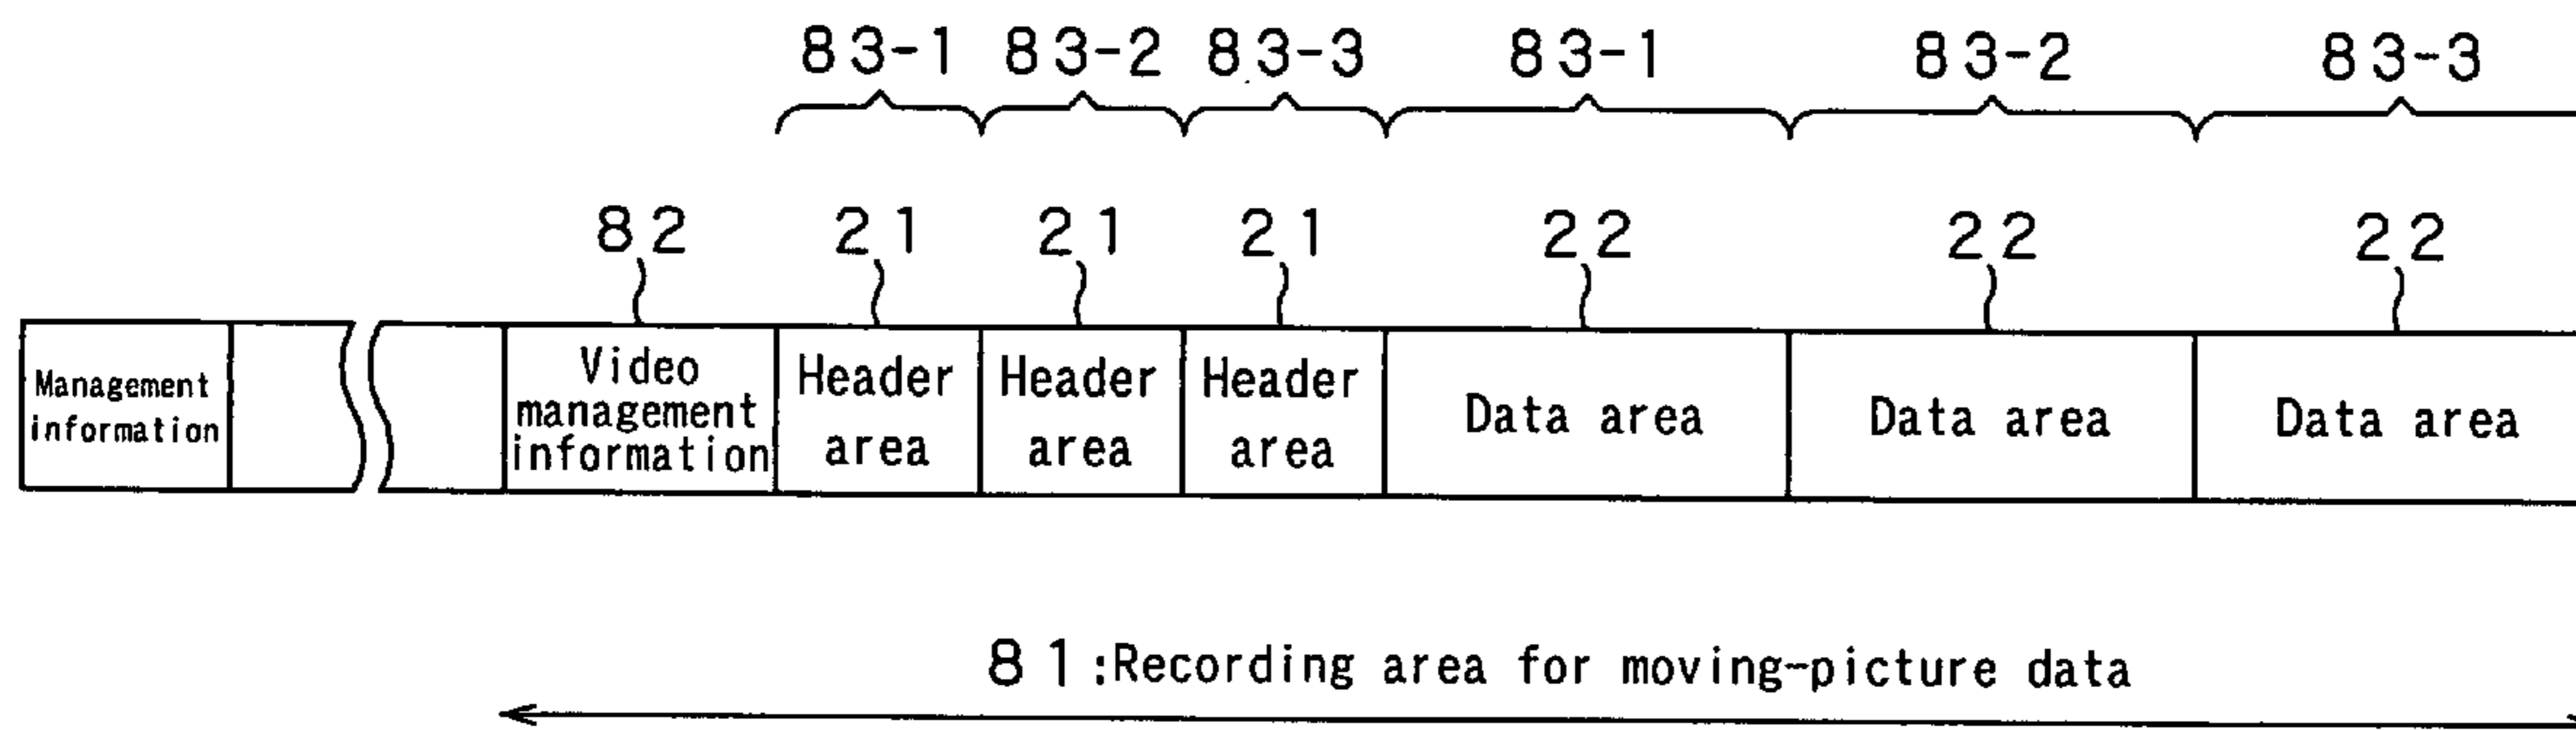 83-1 83-2 83-3 83-1 83-2 83-3
82 21 21 21 22 22 22
Management
information
Video
management
information
Header
area
Header
area
Header
area
Data area
Data area
Data area
81:Recording area for moving-picture data